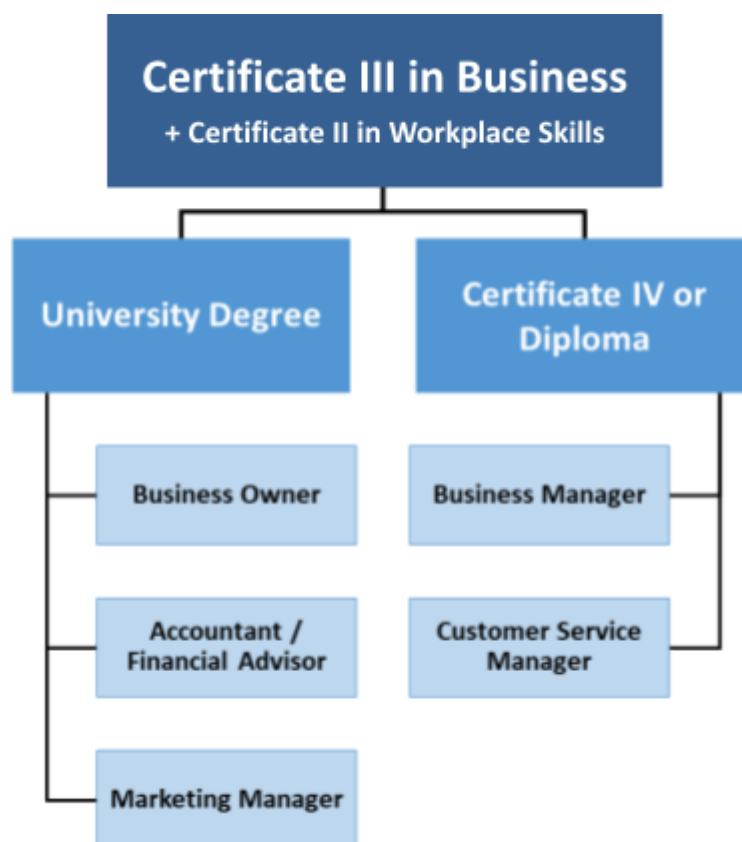 Certificate III in Business
+ Certificate II in Workplace Skills
University Degree
Certificate IV or
Diploma
Business Owner
Business Manager
Accountant /
Financial Advisor
Customer Service
Manager
Marketing Manager